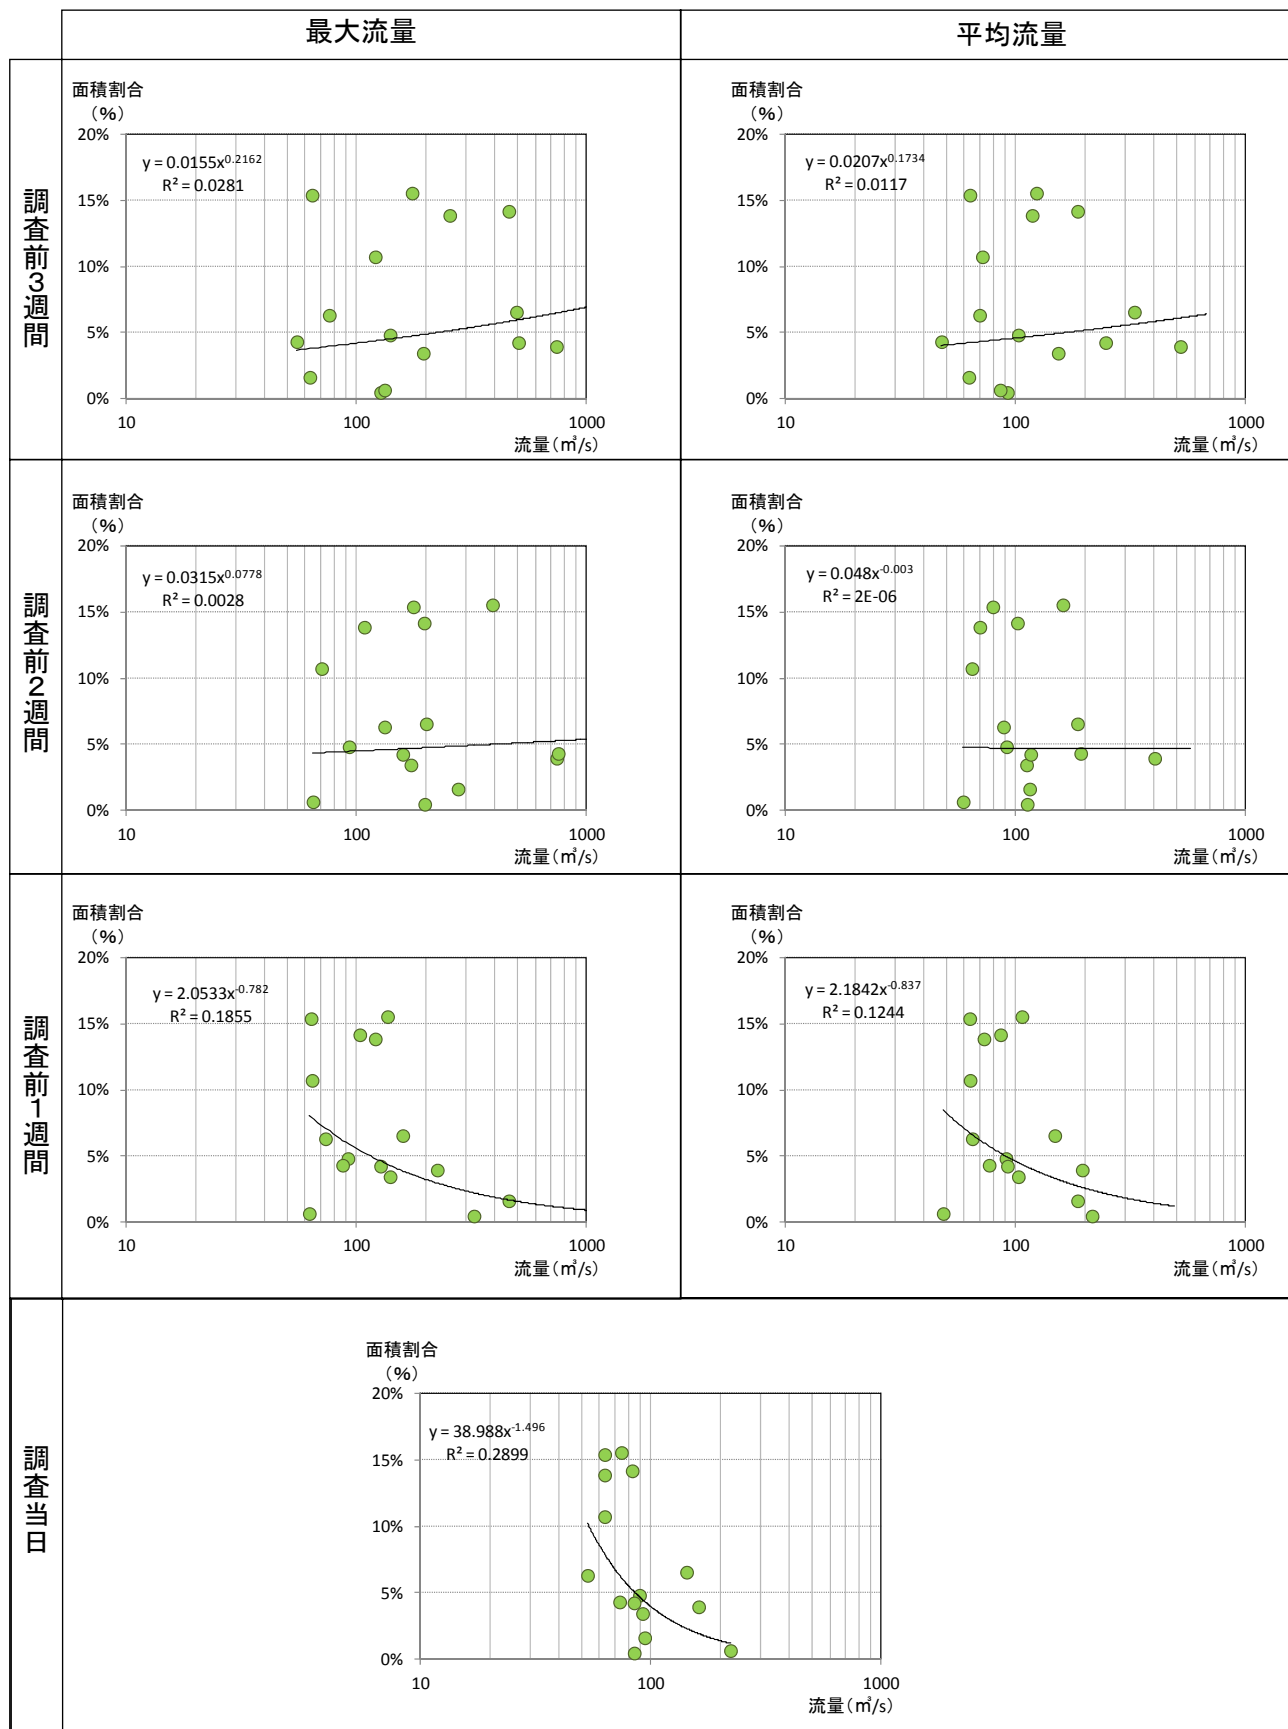 最大流量
平均流量
調査前3週間
面積割合
（%）
20%
15%
10%
5%
0%
y = 0.0155x^0.2162
R² = 0.0281
10
100
1000
流量（㎥/s）
面積割合
（%）
20%
15%
10%
5%
0%
y = 0.0207x^0.1734
R² = 0.0117
10
100
1000
流量（㎥/s）
調査前2週間
面積割合
（%）
20%
15%
10%
5%
0%
y = 0.0315x^0.0778
R² = 0.0028
10
100
1000
流量（㎥/s）
面積割合
（%）
20%
15%
10%
5%
0%
y = 0.048x^-0.003
R² = 2E-06
10
100
1000
流量（㎥/s）
調査前1週間
面積割合
（%）
20%
15%
10%
5%
0%
y = 2.0533x^-0.782
R² = 0.1855
10
100
1000
流量（㎥/s）
面積割合
（%）
20%
15%
10%
5%
0%
y = 2.1842x^-0.837
R² = 0.1244
10
100
1000
流量（㎥/s）
調査当日
面積割合
（%）
20%
15%
10%
5%
0%
y = 38.988x^-1.496
R² = 0.2899
10
100
1000
流量（㎥/s）